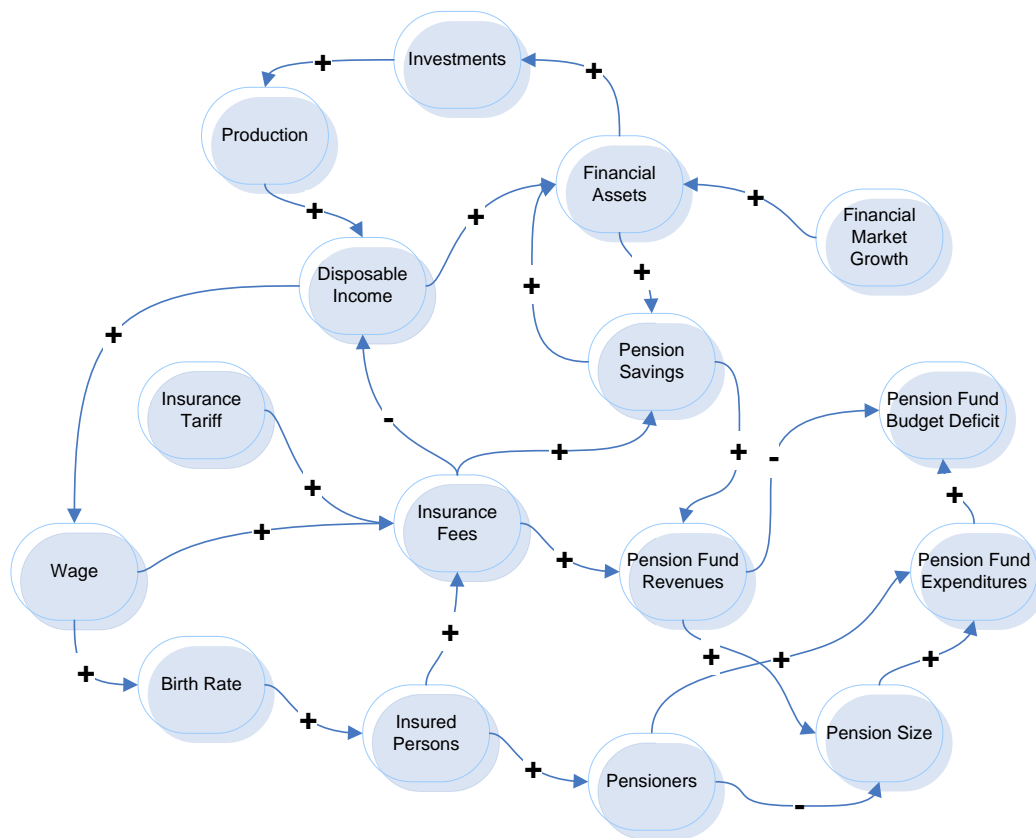 Investments
+
+
Production
Financial
Assets
+
+
+
Financial
Market
Growth
Disposable
Income
+
+
+
Pension
Savings
Insurance
Tariff
-
Pension Fund
Budget Deficit
+
+
-
+
+
Insurance
Fees
+
Wage
+
Pension Fund
Revenues
Pension Fund
Expenditures
+
+
+
+
+
Birth Rate
+
Insured
Persons
Pension Size
+
Pensioners
-